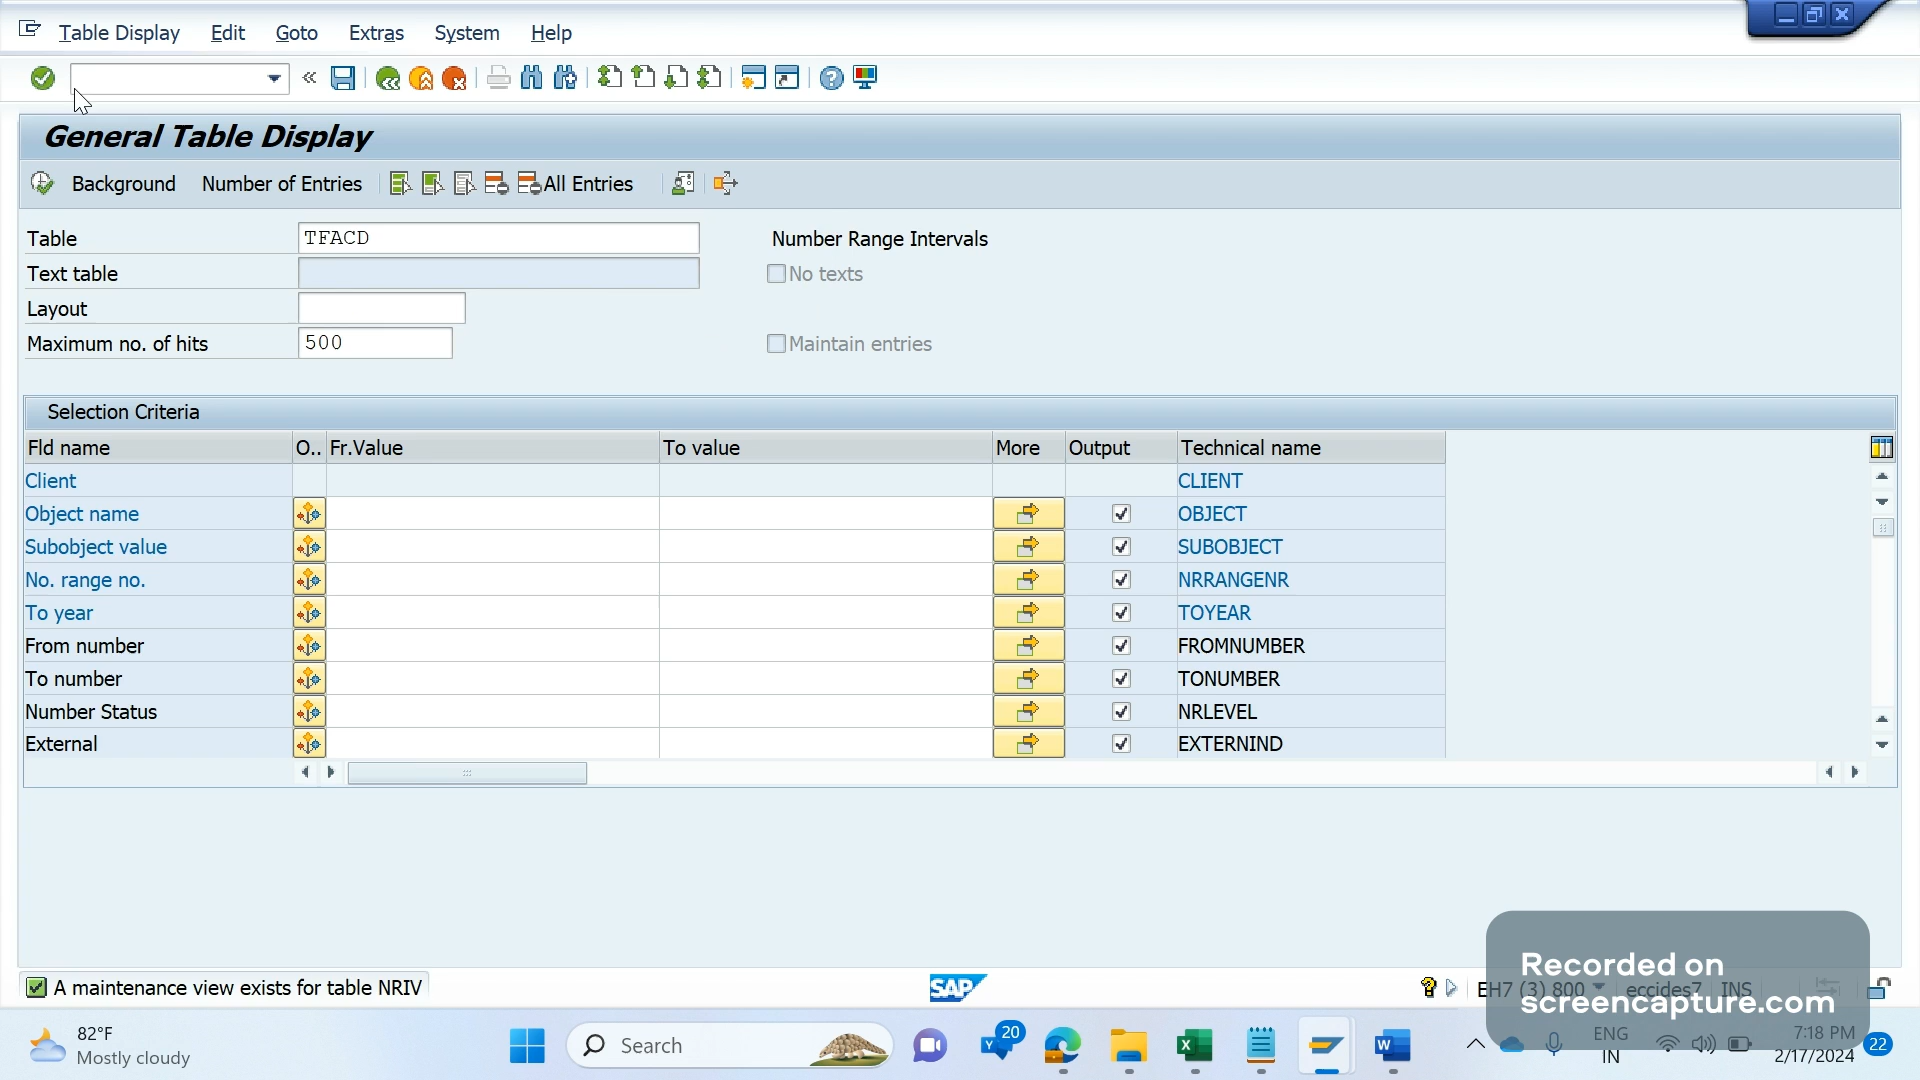 Table Display Edit Goto Extras System Help
General Table Display
Background Number of Entries All Entries
Table TFACD Number Range Intervals
Text table No texts
Layout
Maximum no. of hits 500 Maintain entries
Selection Criteria
Fld name O.. Fr.Value To value More Output Technical name
Client CLIENT
Object name OBJECT
Subobject value SUBOBJECT
No. range no. NRRANGENR
To year TOYEAR
From number FROMNUMBER
To number TONUMBER
Number Status NRLEVEL
External EXTERNIND
A maintenance view exists for table NRIV SAP EH7 (3) 800 eccides7 INS
Recorded on
screencapture.com
82°F
Mostly cloudy
Search 20
ENG
IN
7:18 PM
2/17/2024
22